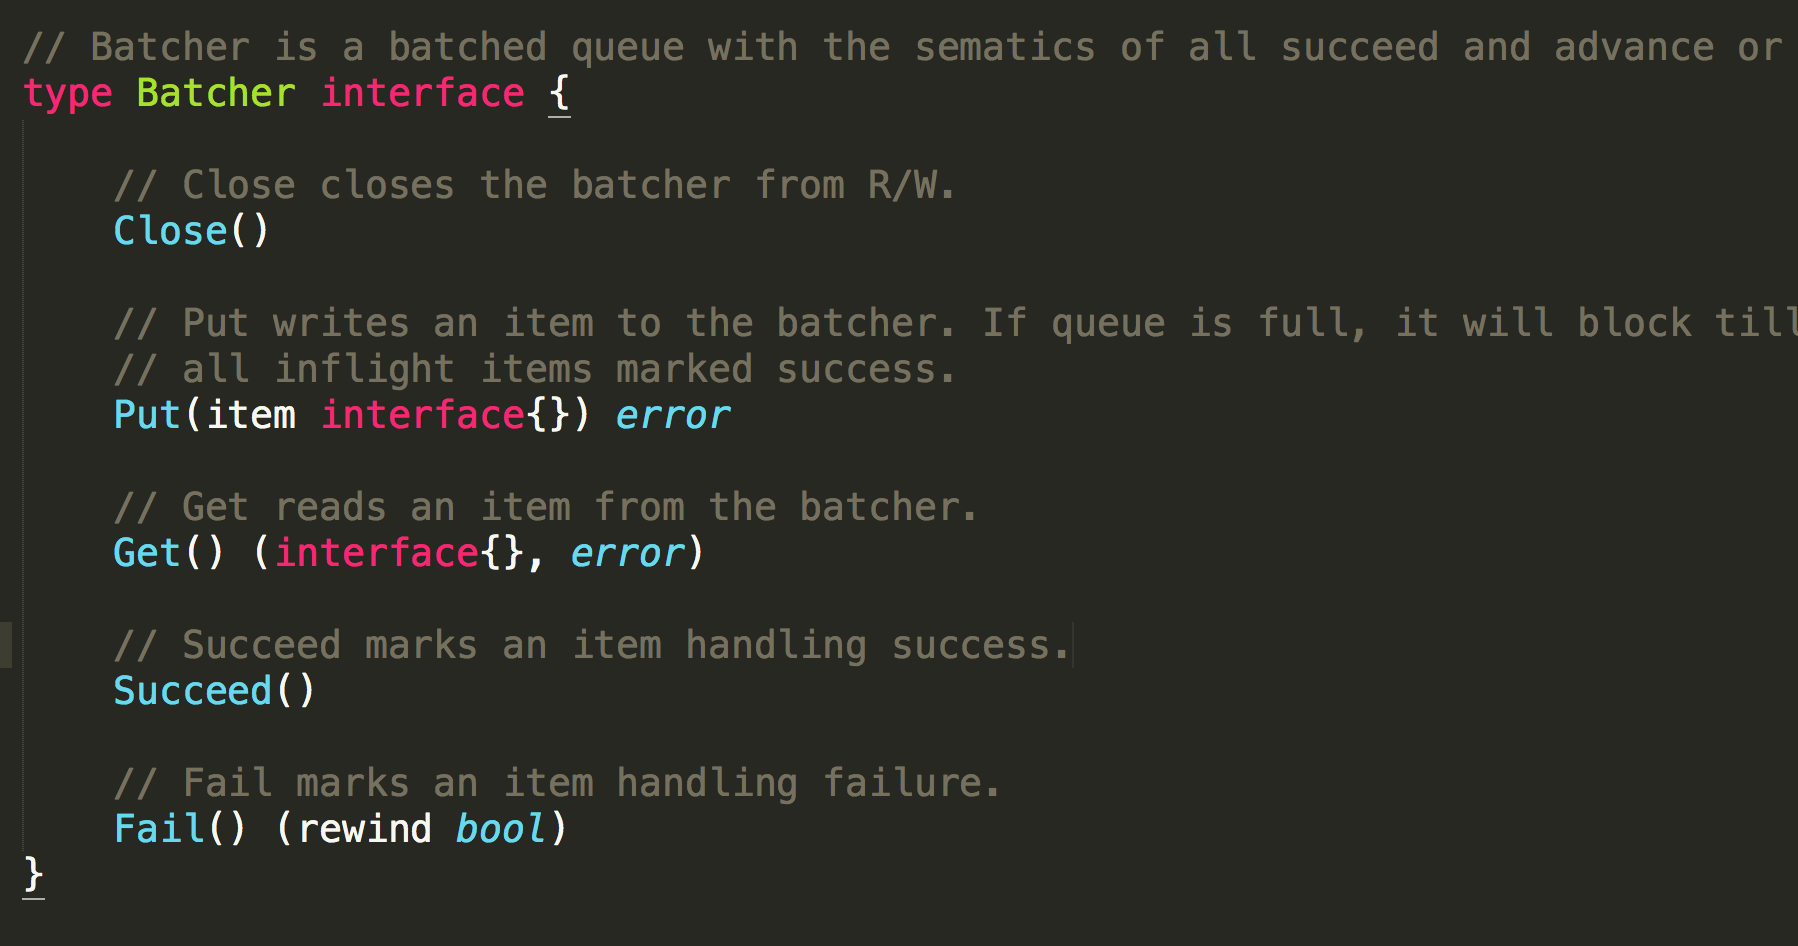 // Batcher is a batched queue with the sematics of all succeed and advance or
type Batcher interface {
// Close closes the batcher from R/W.
Close()
// Put writes an item to the batcher. If queue is full, it will block till
// all inflight items marked success.
Put(item interface{}) error
// Get reads an item from the batcher.
Get() (interface{}, error)
// Succeed marks an item handling success.
Succeed()
// Fail marks an item handling failure.
Fail() (rewind bool)
}